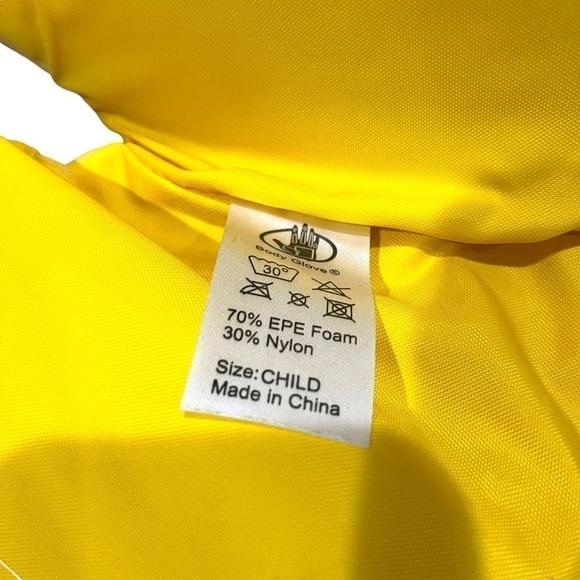 Body Glove®
30°
70% EPE Foam
30% Nylon
Size: CHILD
Made in China